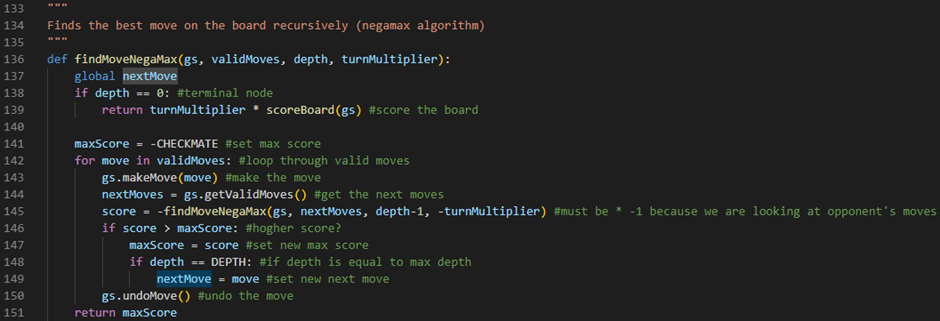 133 """
134 Finds the best move on the board recursively (negamax algorithm)
135 """
136 def findMoveNegaMax(gs, validMoves, depth, turnMultiplier):
137     global nextMove
138     if depth == 0: #terminal node
139         return turnMultiplier * scoreBoard(gs) #score the board
140
141     maxScore = -CHECKMATE #set max score
142     for move in validMoves: #loop through valid moves
143         gs.makeMove(move) #make the move
144         nextMoves = gs.getValidMoves() #get the next moves
145         score = -findMoveNegaMax(gs, nextMoves, depth-1, -turnMultiplier) #must be * -1 because we are looking at opponent's moves
146         if score > maxScore: #hogher score?
147             maxScore = score #set new max score
148             if depth == DEPTH: #if depth is equal to max depth
149                 nextMove = move #set new next move
150         gs.undoMove() #undo the move
151     return maxScore